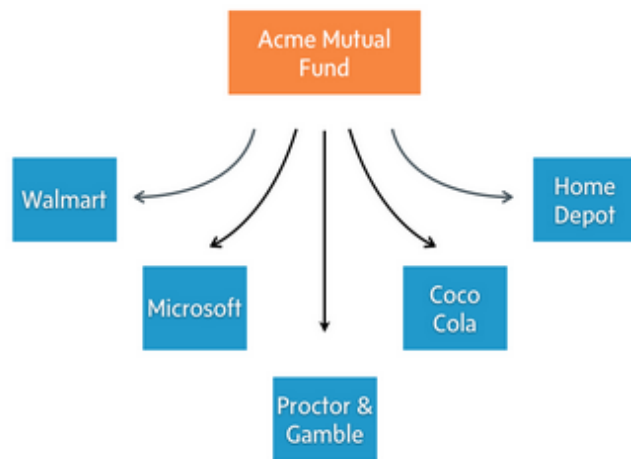 Acme Mutual
Fund
Walmart
Home
Depot
Microsoft
Coco
Cola
Proctor &
Gamble